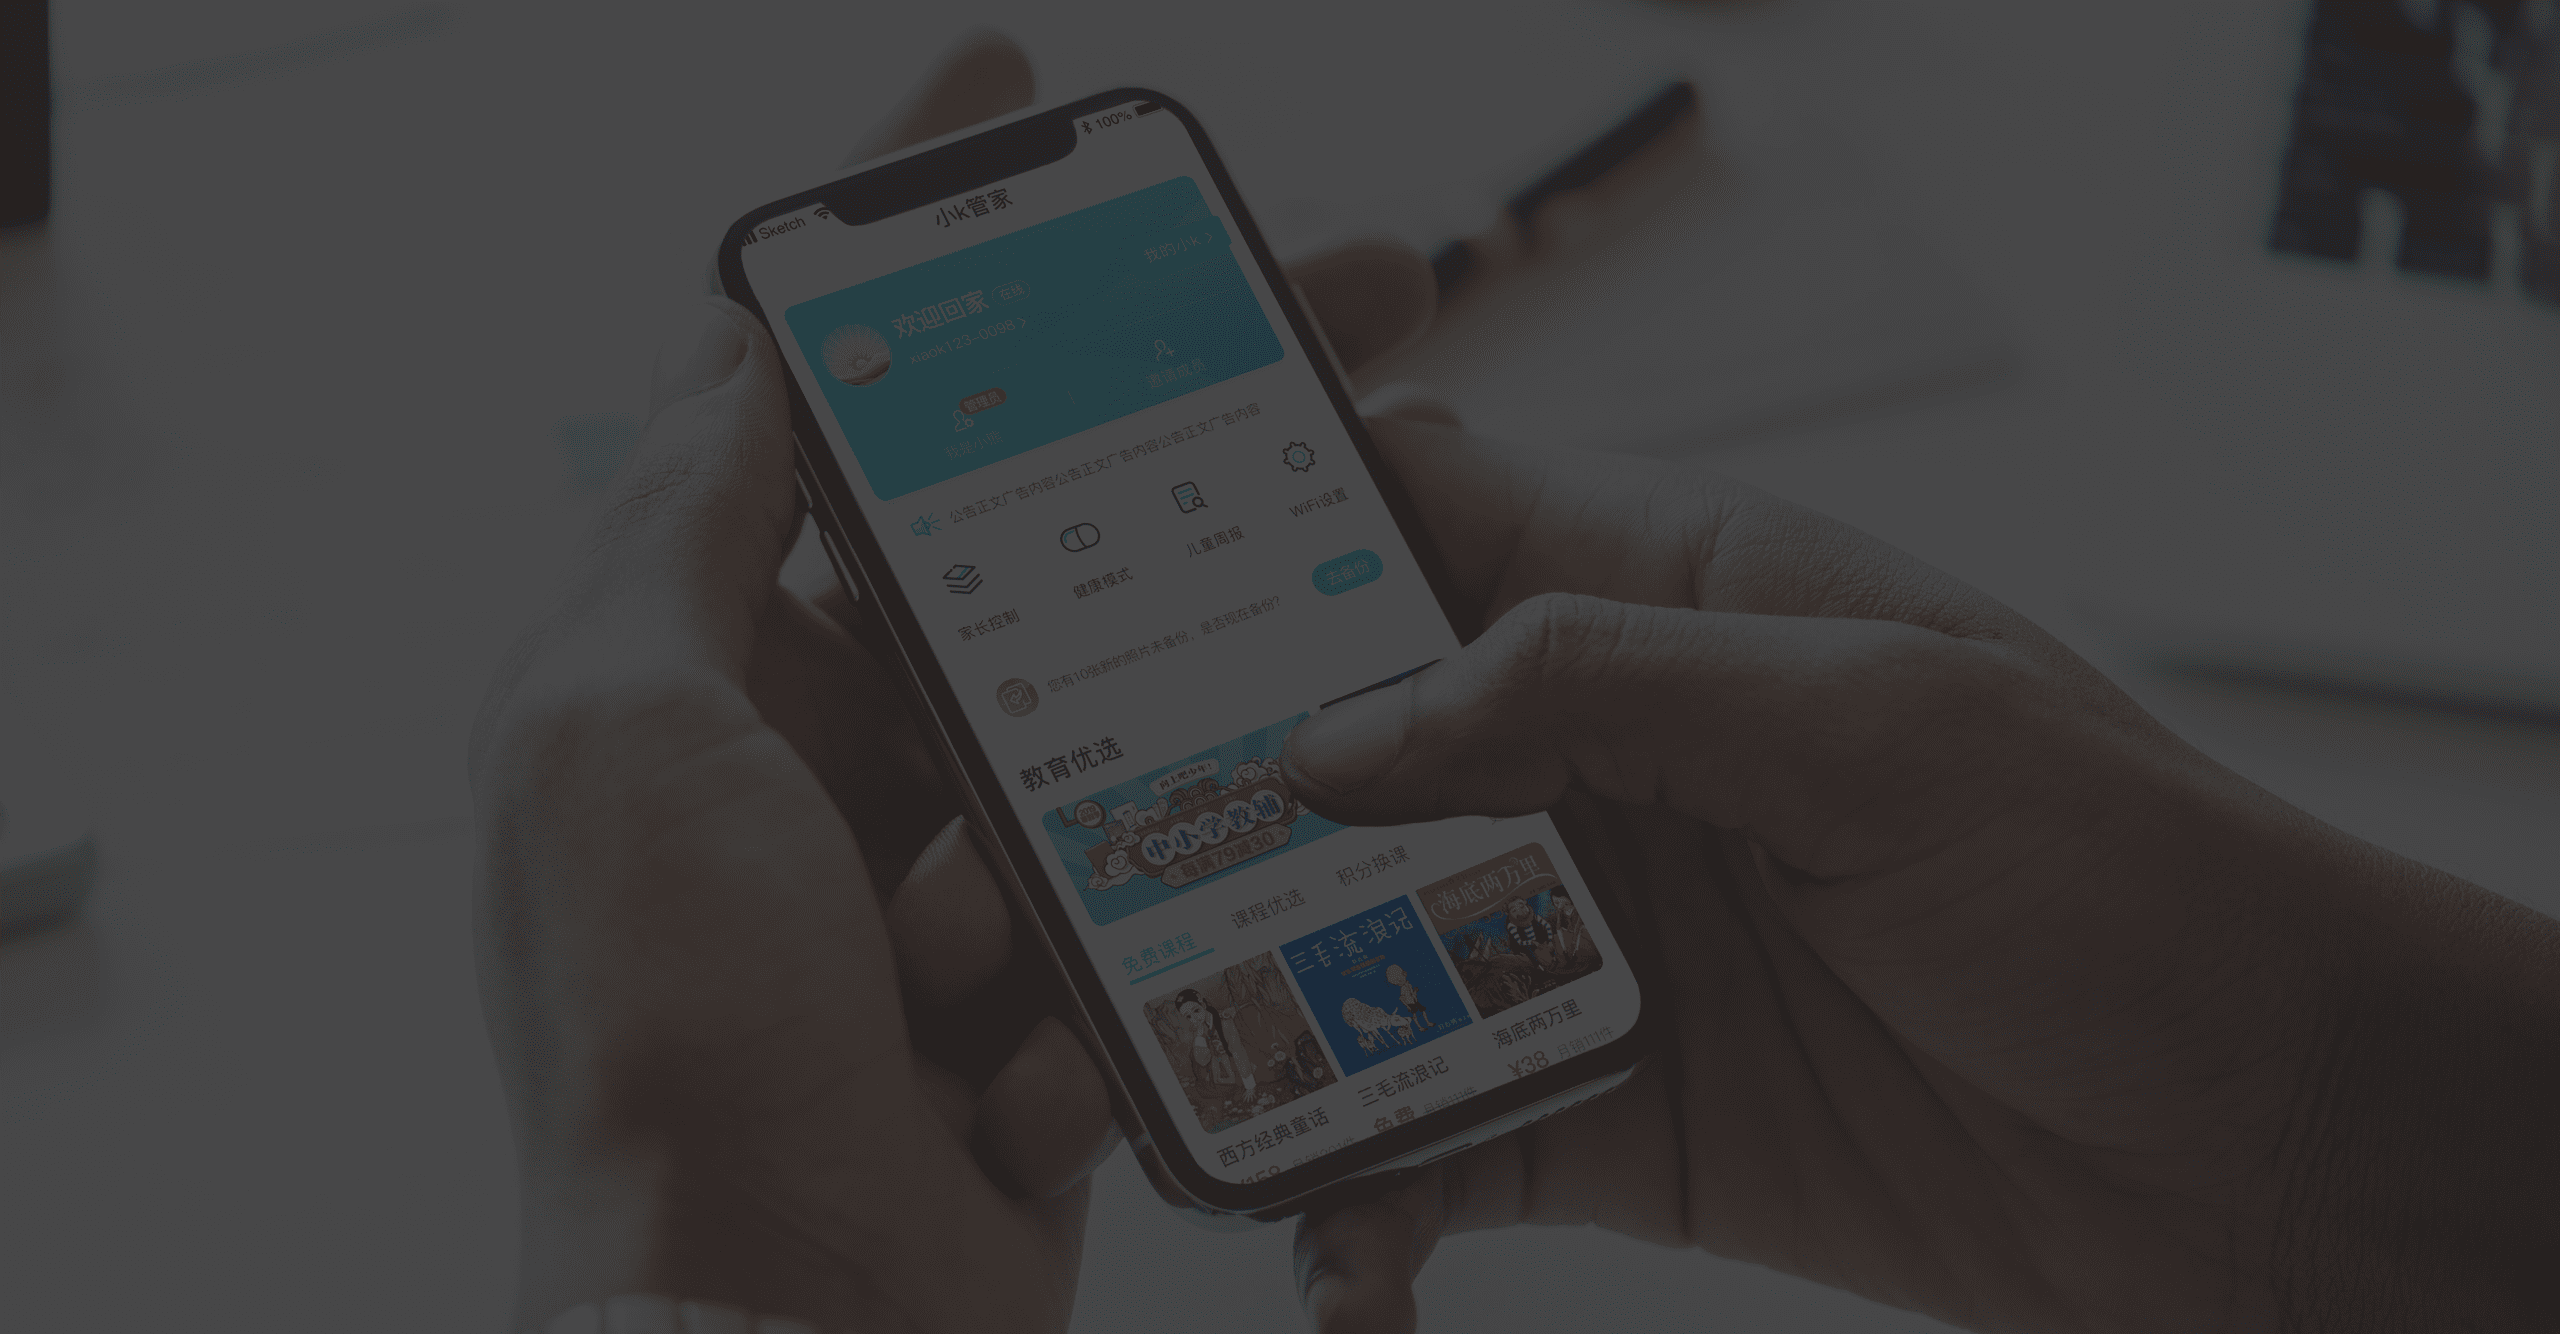 Sketch
100%
小k管家
我的小k >
欢迎回家 在线
xiaok123-0098 >
管理员
我是小班
邀请成员
公告正文广告内容公告正文广告内容公告正文广告内容
家长控制
健康模式
儿童周报
WiFi设置
您有10张新的照片未备份，是否现在备份？
去备份
教育优选
向上吧少年!
中小学教辅
每满79减30
免费课程
课程优选
积分换课
三毛流浪记
海底两万里
西方经典童话
三毛流浪记
免费
海底两万里
¥38 月销111件